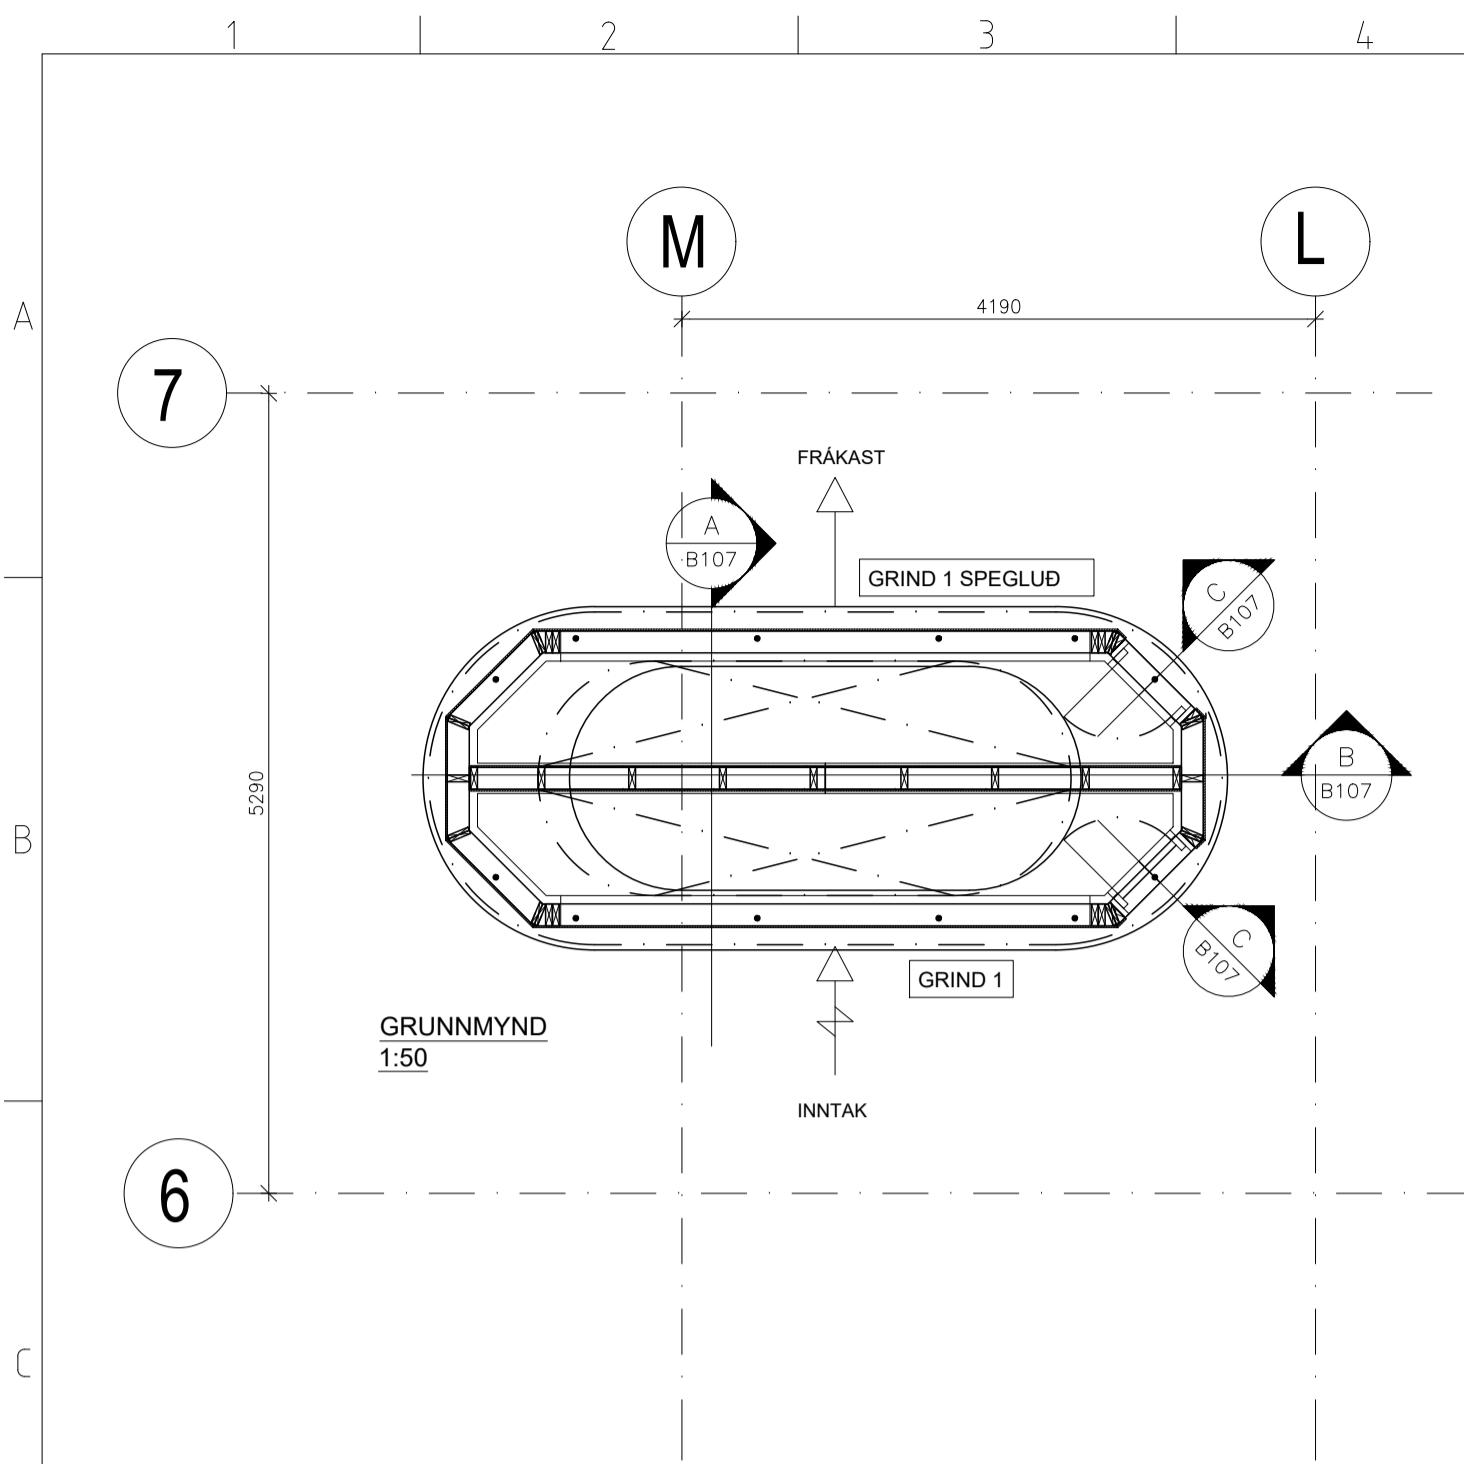 1 2 3 4
M L
A
4190
7
FRÁKAST
A
B107
GRIND 1 SPEGLUÐ
C
B107
B
B107
5290
B
C
B107
GRIND 1
GRUNNMYND
1:50
INNTAK
6
C